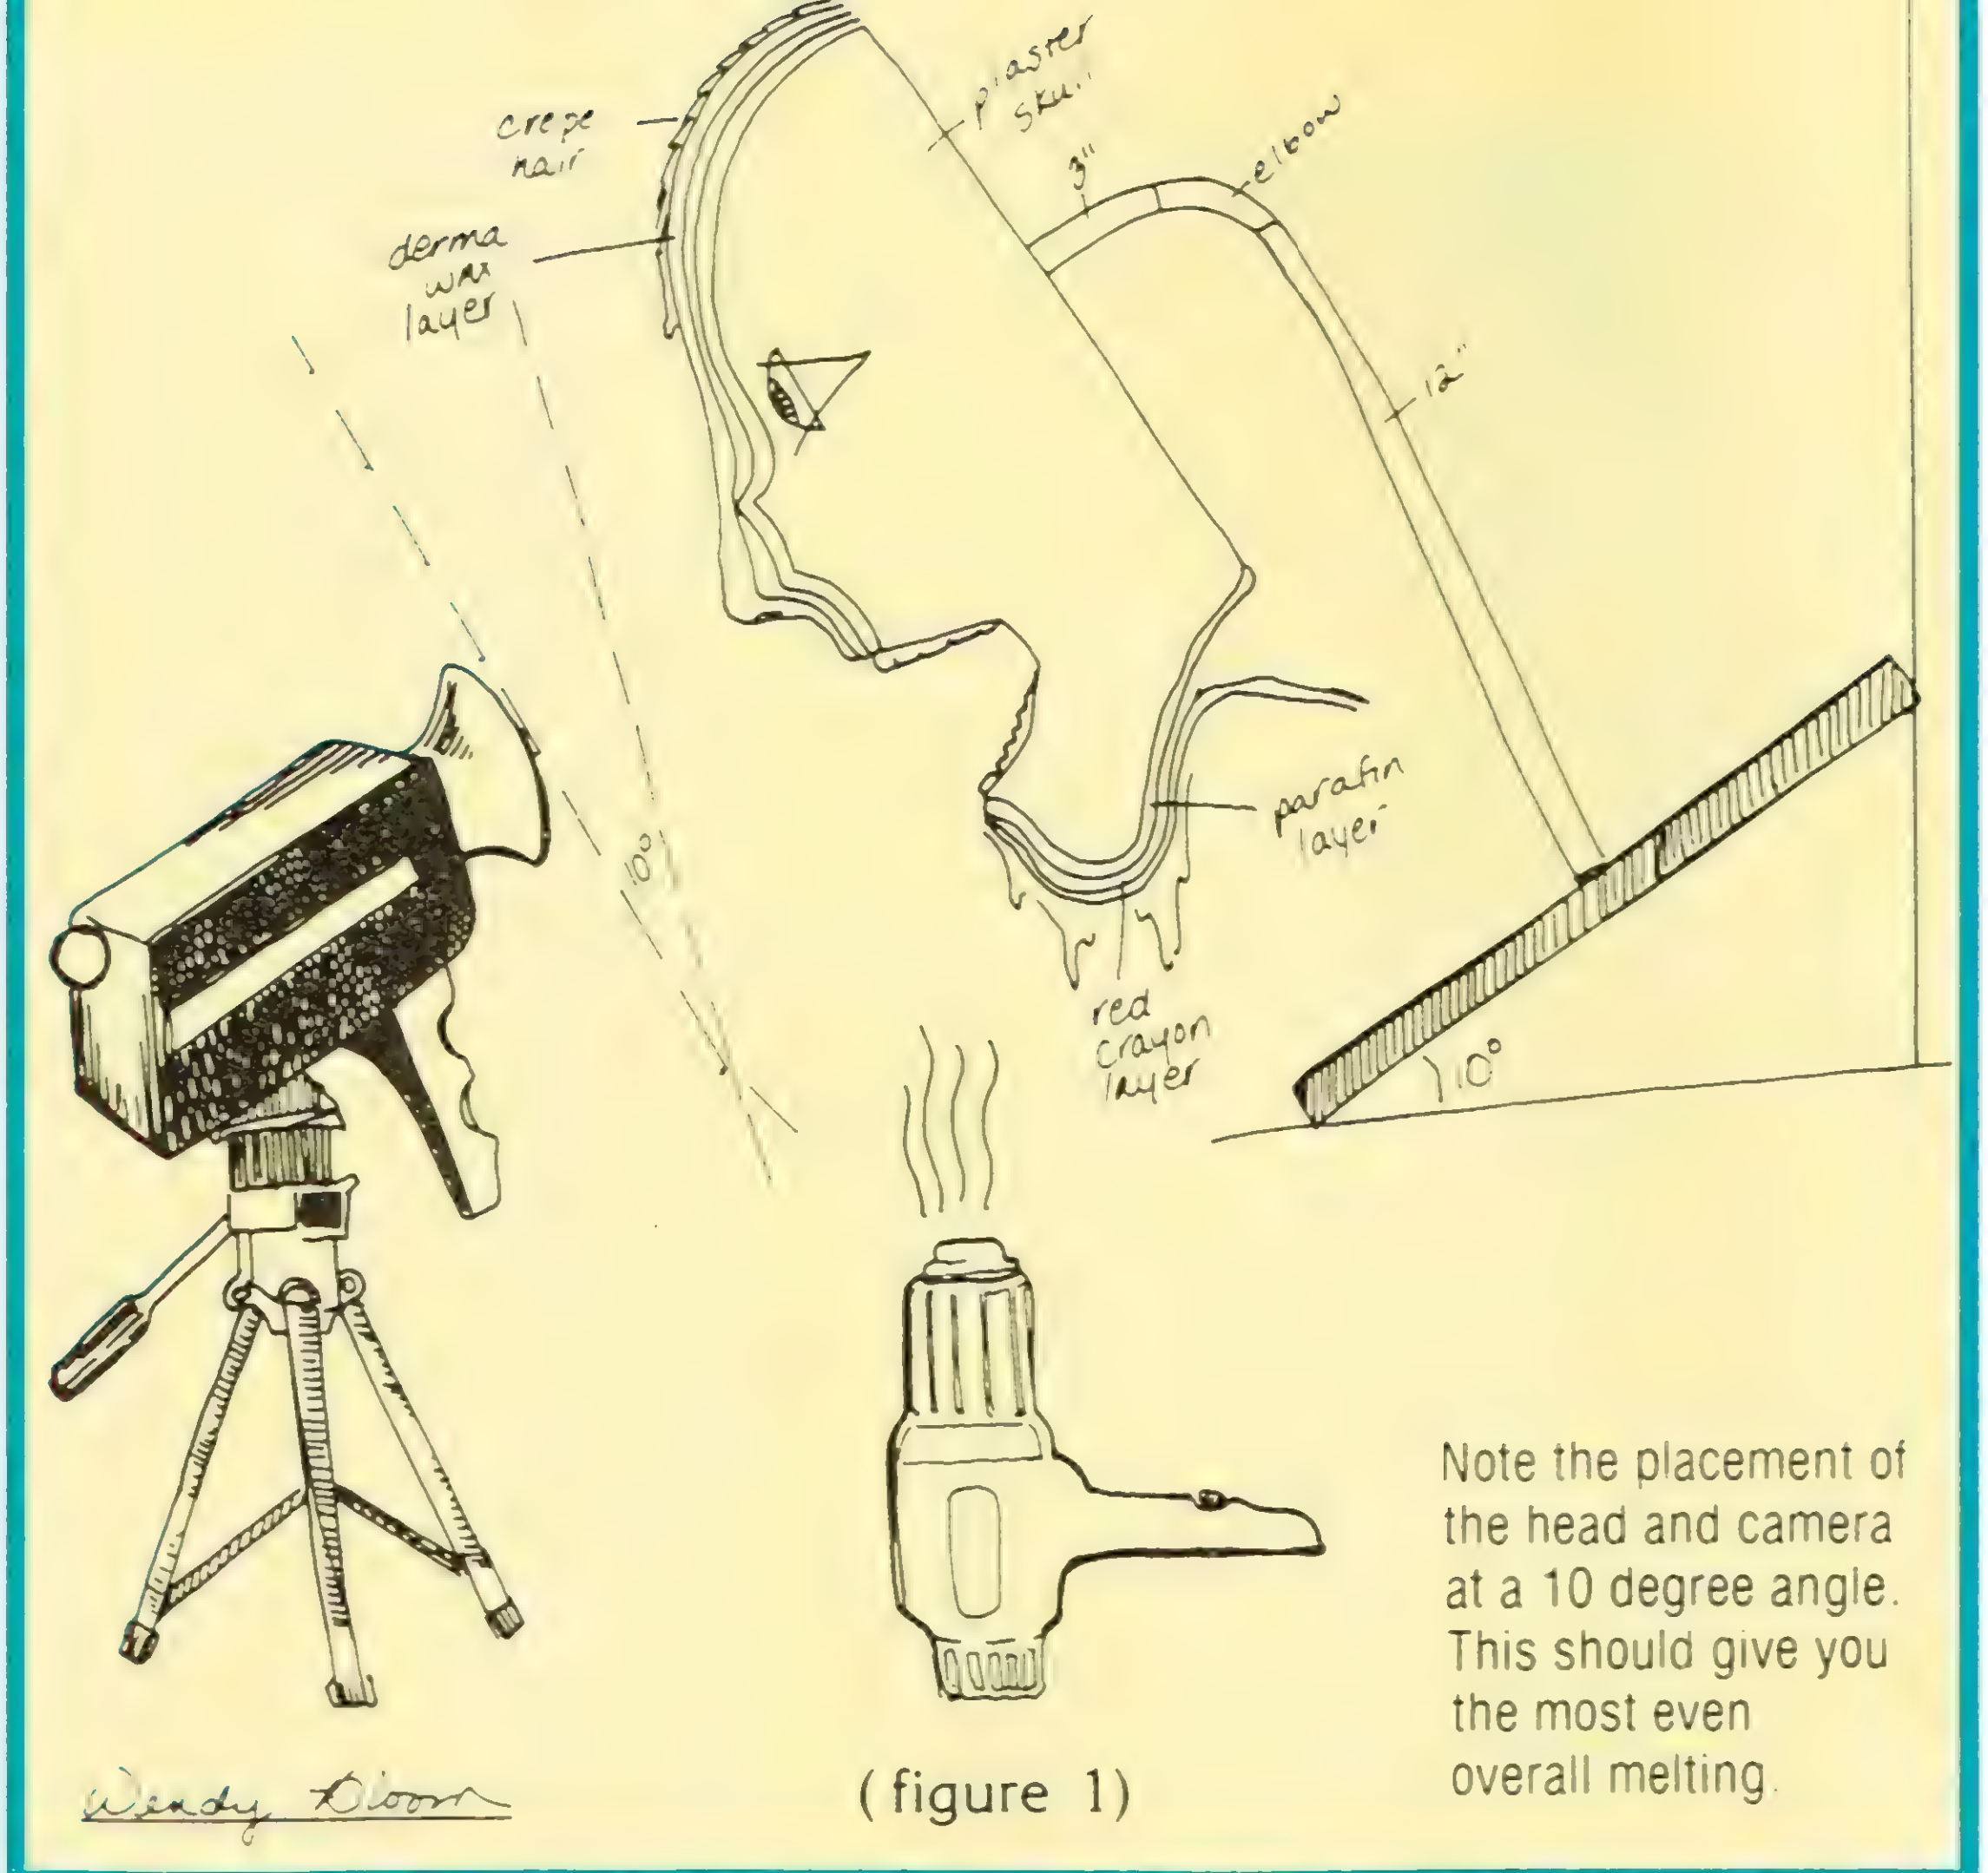 plaster
skull
crepe
hair
3"
elbow
derma
wax
layer
12"
parafin
layer
10°
red
crayon
layer
10°
Note the placement of
the head and camera
at a 10 degree angle.
This should give you
the most even
overall melting.
(figure 1)
Wendy